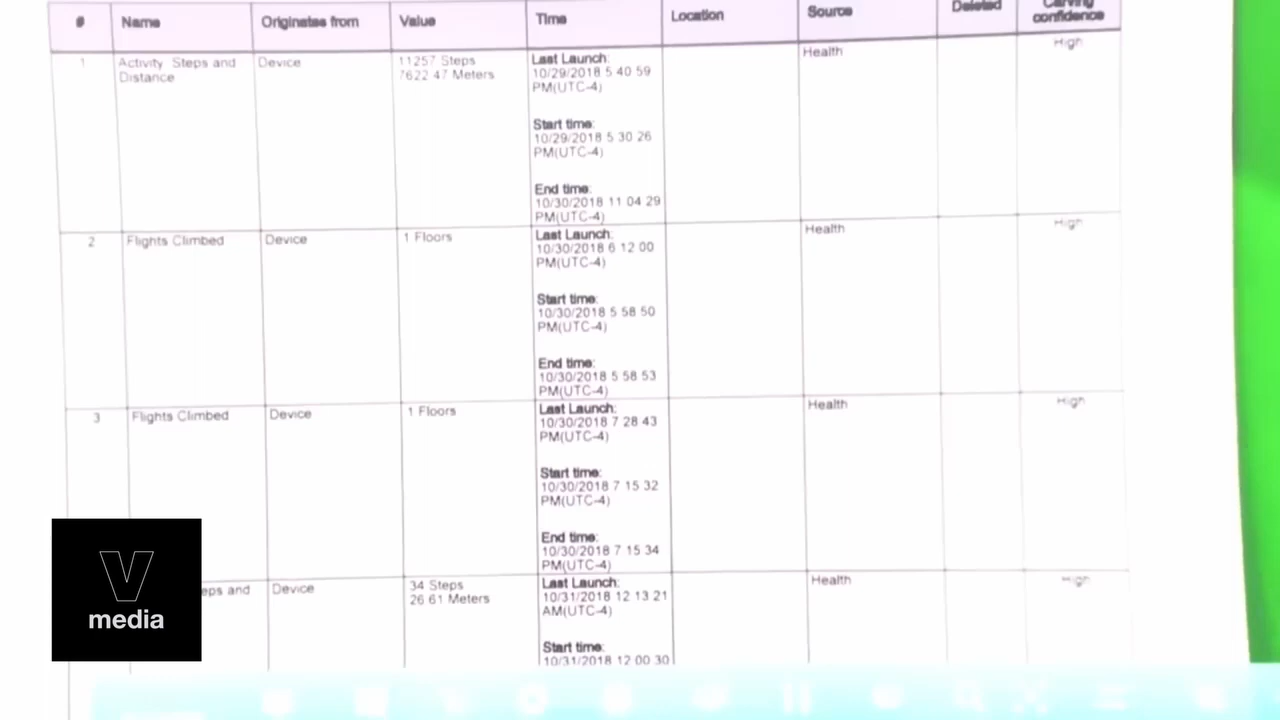 # Name Originates from Value Time Location Source Deleted Carving confidence
1 Activity Steps and Distance Device 11257 Steps 7622 47 Meters Last Launch: 10/29/2018 5 40 59 PM(UTC-4) Health High
Start time: 10/29/2018 5 30 26 PM(UTC-4)
End time: 10/30/2018 11 04 29 PM(UTC-4)
2 Flights Climbed Device 1 Floors Last Launch: 10/30/2018 6 12 00 PM(UTC-4) Health High
Start time: 10/30/2018 5 58 50 PM(UTC-4)
End time: 10/30/2018 5 58 53 PM(UTC-4)
3 Flights Climbed Device 1 Floors Last Launch: 10/30/2018 7 28 43 PM(UTC-4) Health High
Start time: 10/30/2018 7 15 32 PM(UTC-4)
End time: 10/30/2018 7 15 34 PM(UTC-4)
eps and Device 34 Steps 26 61 Meters Last Launch: 10/31/2018 12 13 21 AM(UTC-4) Health High
Start time: 10/31/2018 12 00 30
V
media